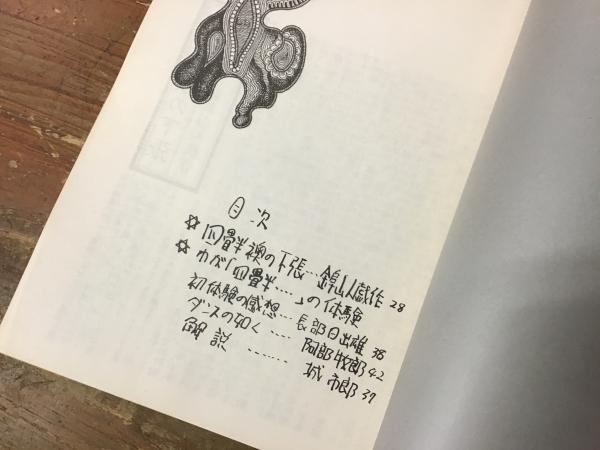 目次
✡ 四畳半襖の下張…金阜山人戯作 28
✡ わが「四畳半…」の体験
初体験の感想…長部日出雄 35
ダンスの如く…… 阿部牧郎 42
解説 ……… 城市郎 37